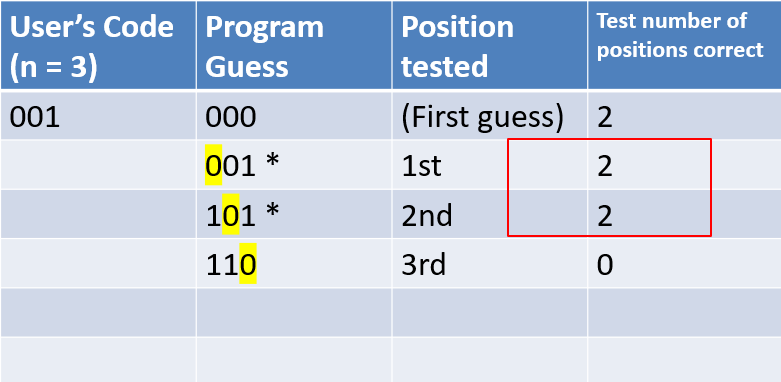 User's Code (n = 3) Program Guess Position tested Test number of positions correct
001 000 (First guess) 2
001 * 1st 2
101 * 2nd 2
110 3rd 0